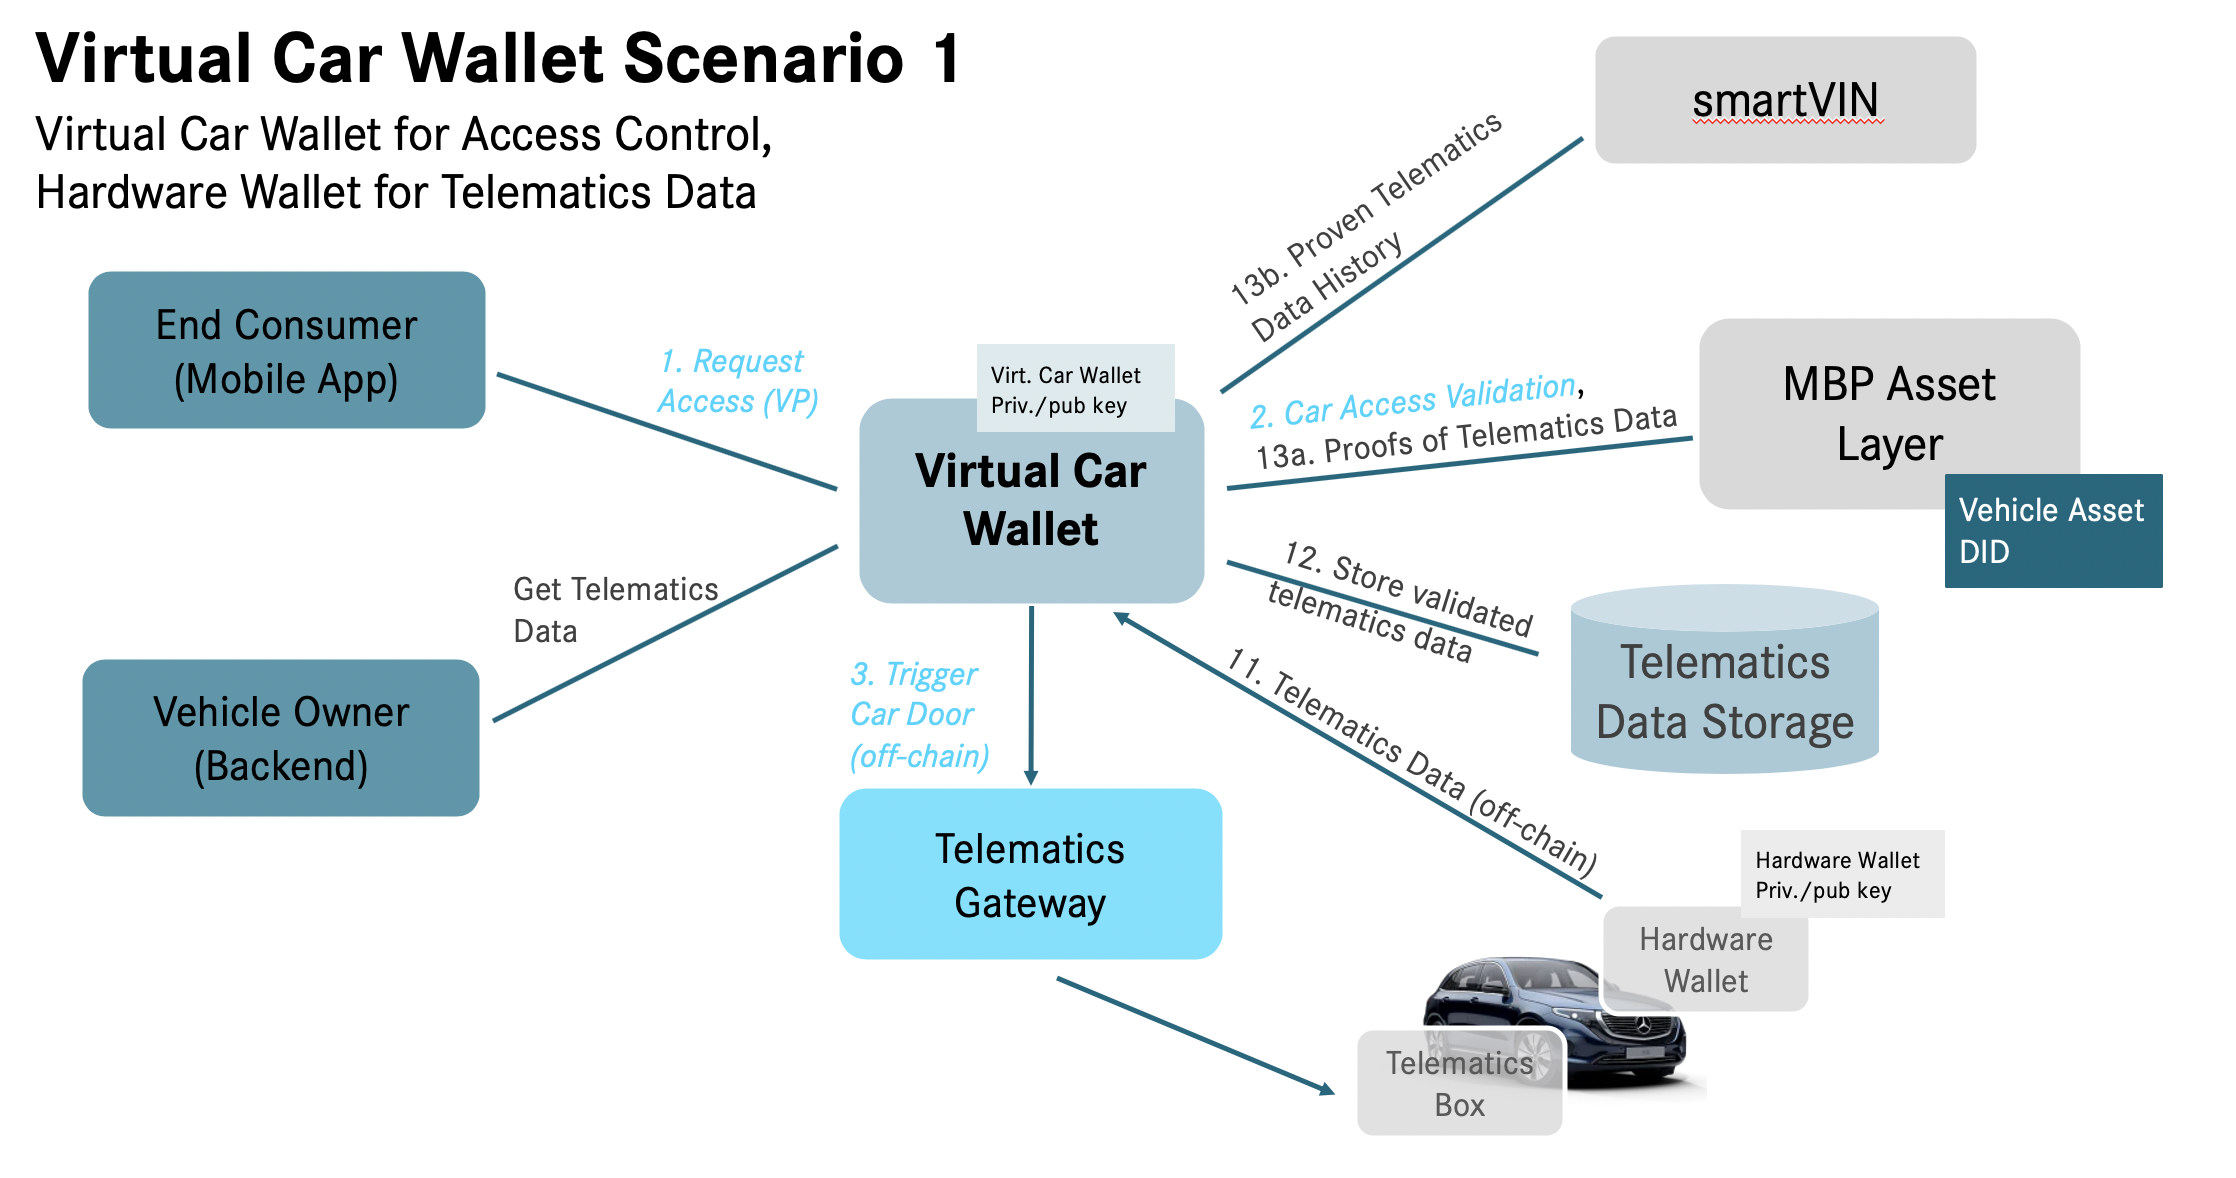 Virtual Car Wallet Scenario 1
Virtual Car Wallet for Access Control,
Hardware Wallet for Telematics Data
smartVIN
13b. Proven Telematics
Data History
End Consumer
(Mobile App)
1. Request
Access (VP)
Virt. Car Wallet
Priv./pub key
Virtual Car
Wallet
2. Car Access Validation,
13a. Proofs of Telematics Data
MBP Asset
Layer
Vehicle Asset
DID
Get Telematics
Data
12. Store validated
telematics data
Telematics
Data Storage
Vehicle Owner
(Backend)
3. Trigger
Car Door
(off-chain)
11. Telematics Data (off-chain)
Telematics
Gateway
Hardware Wallet
Priv./pub key
Hardware
Wallet
Telematics
Box